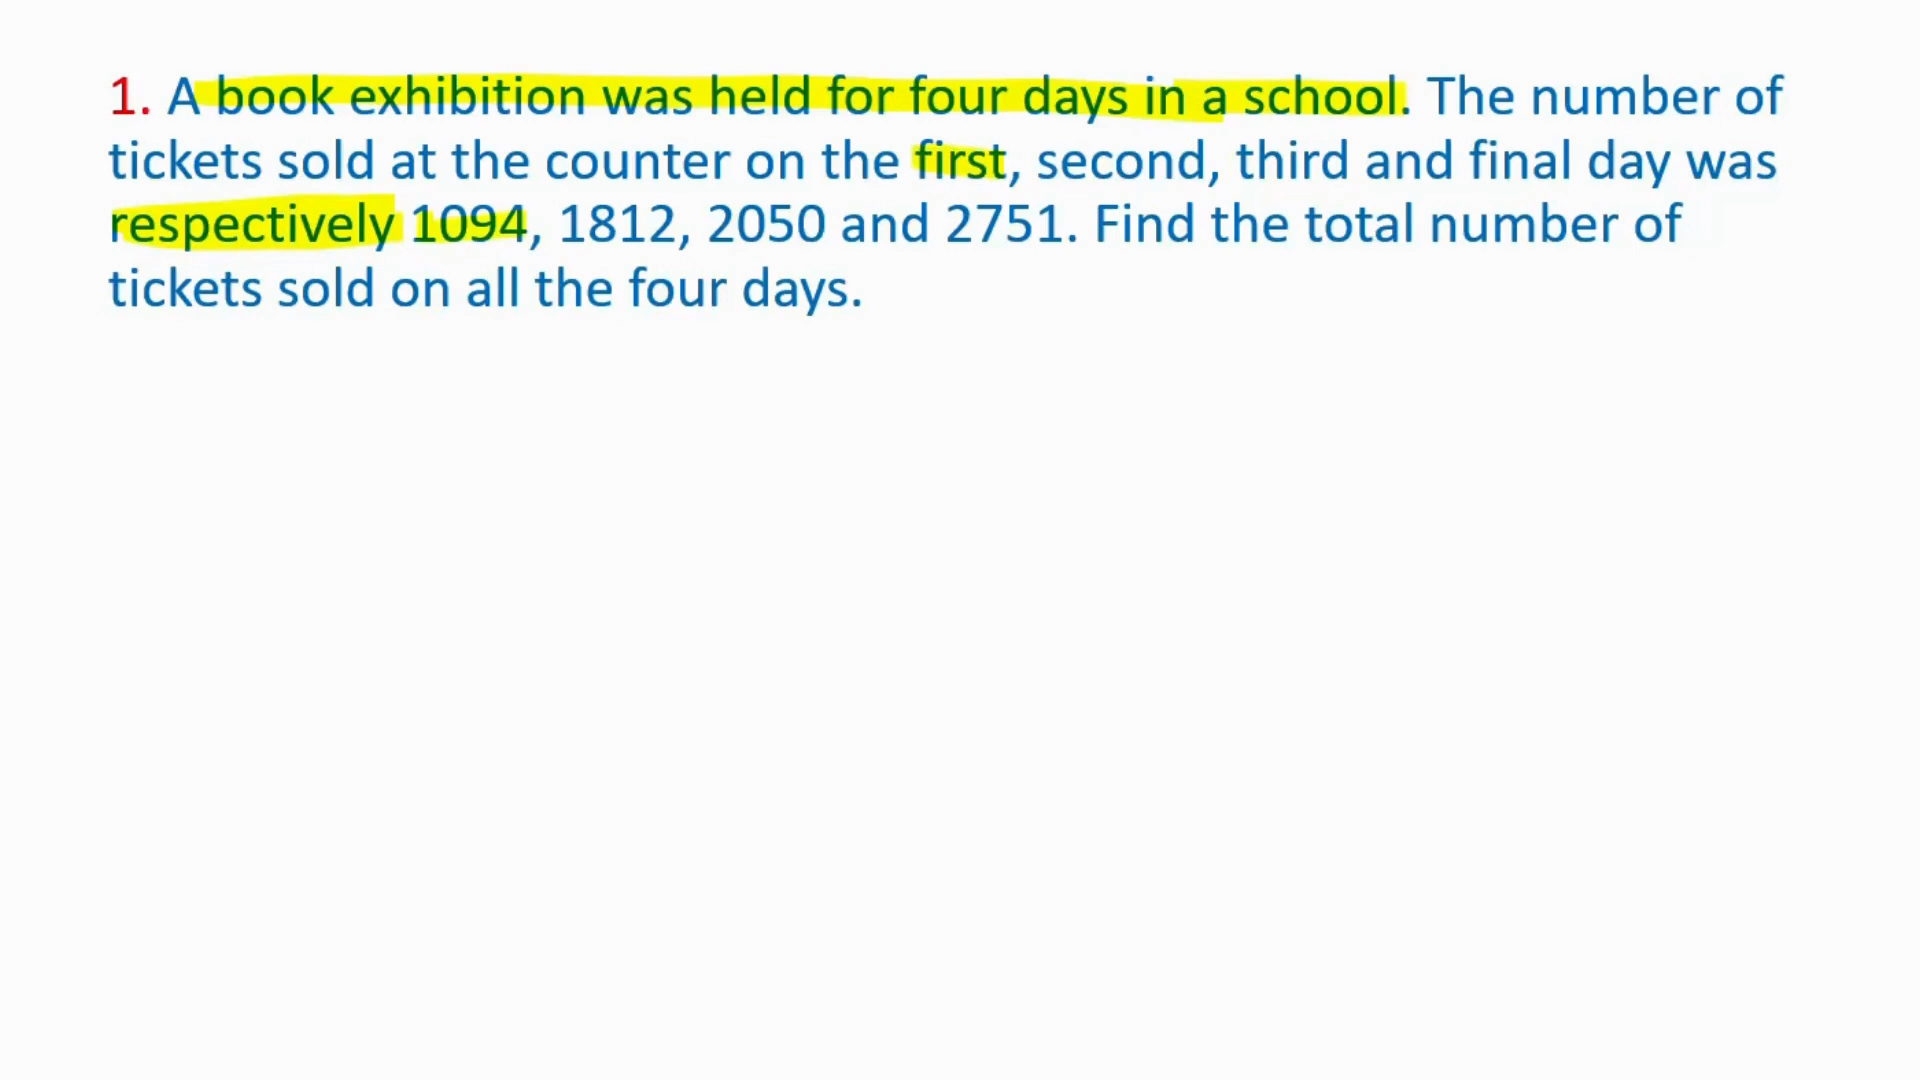 1. A book exhibition was held for four days in a school. The number of
tickets sold at the counter on the first, second, third and final day was
respectively 1094, 1812, 2050 and 2751. Find the total number of
tickets sold on all the four days.